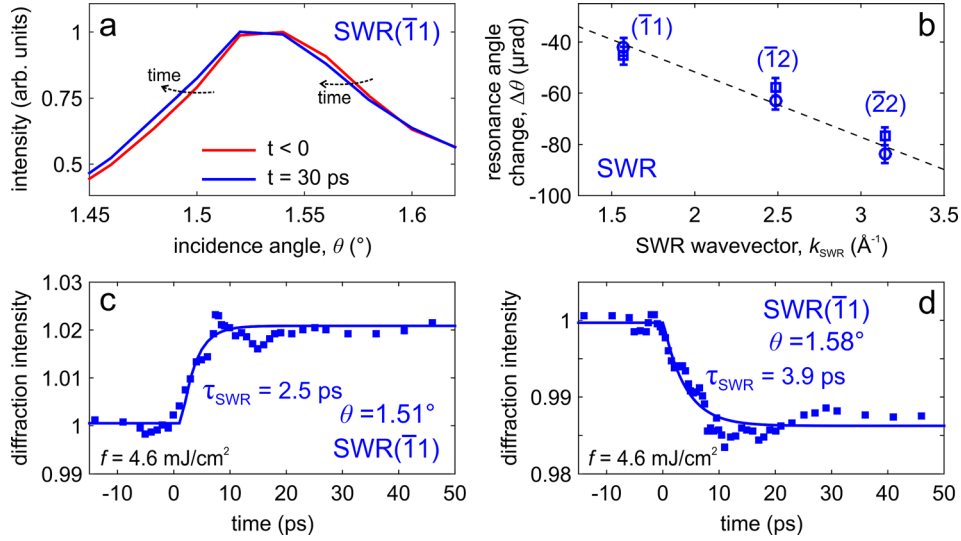 a
SWR(1̅1)
intensity (arb. units)
1
0.75
0.5
time
time
t < 0
t = 30 ps
1.45
1.5
1.55
1.6
incidence angle, θ (°)
b
resonance angle
change, Δθ (μrad)
-40
-60
-80
-100
(1̅1)
(1̅2)
(2̅2)
SWR
1.5
2
2.5
3
3.5
SWR wavevector, kSWR (Å⁻¹)
c
diffraction intensity
1.03
1.02
1.01
1
0.99
τSWR = 2.5 ps
θ =1.51°
SWR(1̅1)
f = 4.6 mJ/cm²
-10
0
10
20
30
40
50
time (ps)
d
diffraction intensity
1
0.99
0.98
SWR(1̅1)
θ =1.58°
τSWR = 3.9 ps
f = 4.6 mJ/cm²
-10
0
10
20
30
40
50
time (ps)